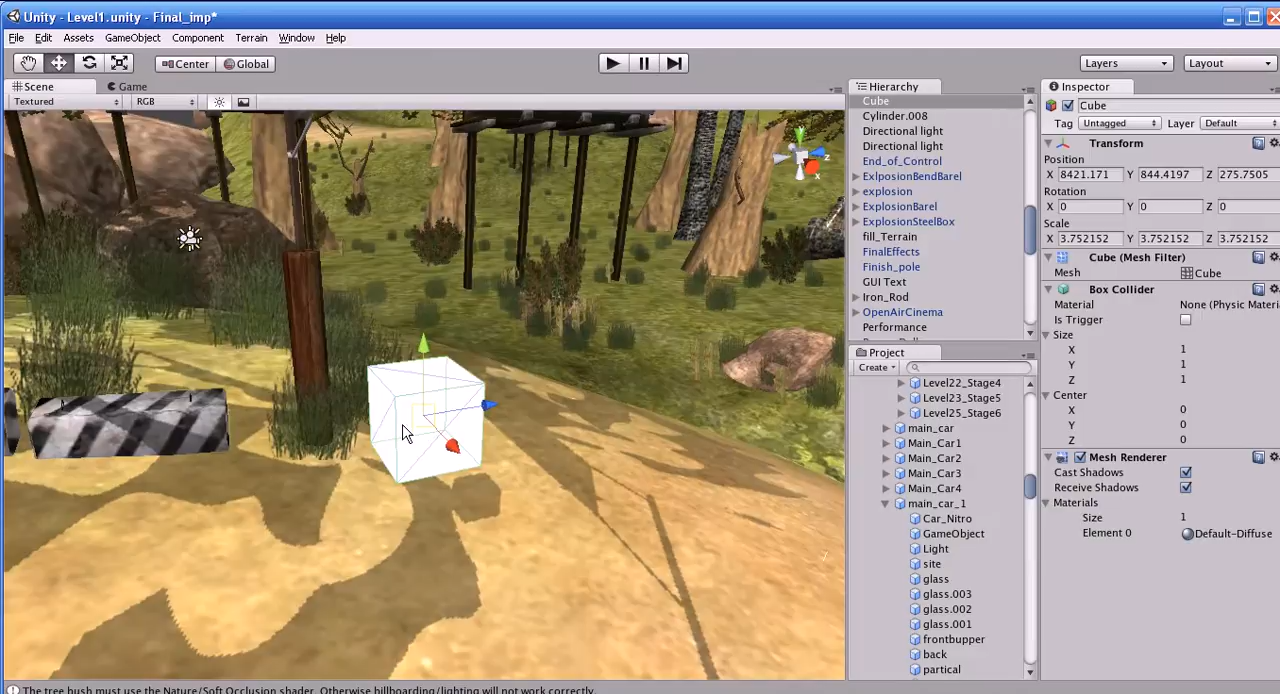 Unity - Level1.unity - Final_imp*
File Edit Assets GameObject Component Terrain Window Help
Center Global Layers Layout
Scene Game
Textured RGB
z
x
Hierarchy
Cube
Cylinder.008
Directional light
Directional light
End_of_Control
ExlposionBendBarel
explosion
ExplosionBarel
ExplosionSteelBox
fill_Terrain
FinalEffects
Finish_pole
GUI Text
Iron_Rod
OpenAirCinema
Performance
Project
Create
Level22_Stage4
Level23_Stage5
Level25_Stage6
main_car
Main_Car1
Main_Car2
Main_Car3
Main_Car4
main_car_1
Car_Nitro
GameObject
Light
site
glass
glass.003
glass.002
glass.001
frontbupper
back
partical
Inspector
Cube
Tag Untagged Layer Default
Transform
Position
X 8421.171 Y 844.4197 Z 275.7505
Rotation
X 0 Y 0 Z 0
Scale
X 3.752152 Y 3.752152 Z 3.752152
Cube (Mesh Filter)
Mesh Cube
Box Collider
Material None (Physic Materi
Is Trigger
Size
X 1
Y 1
Z 1
Center
X 0
Y 0
Z 0
Mesh Renderer
Cast Shadows
Receive Shadows
Materials
Size 1
Element 0 Default-Diffuse
The tree bush must use the Nature/Soft Occlusion shader. Otherwise billboarding/lighting will not work correctly.